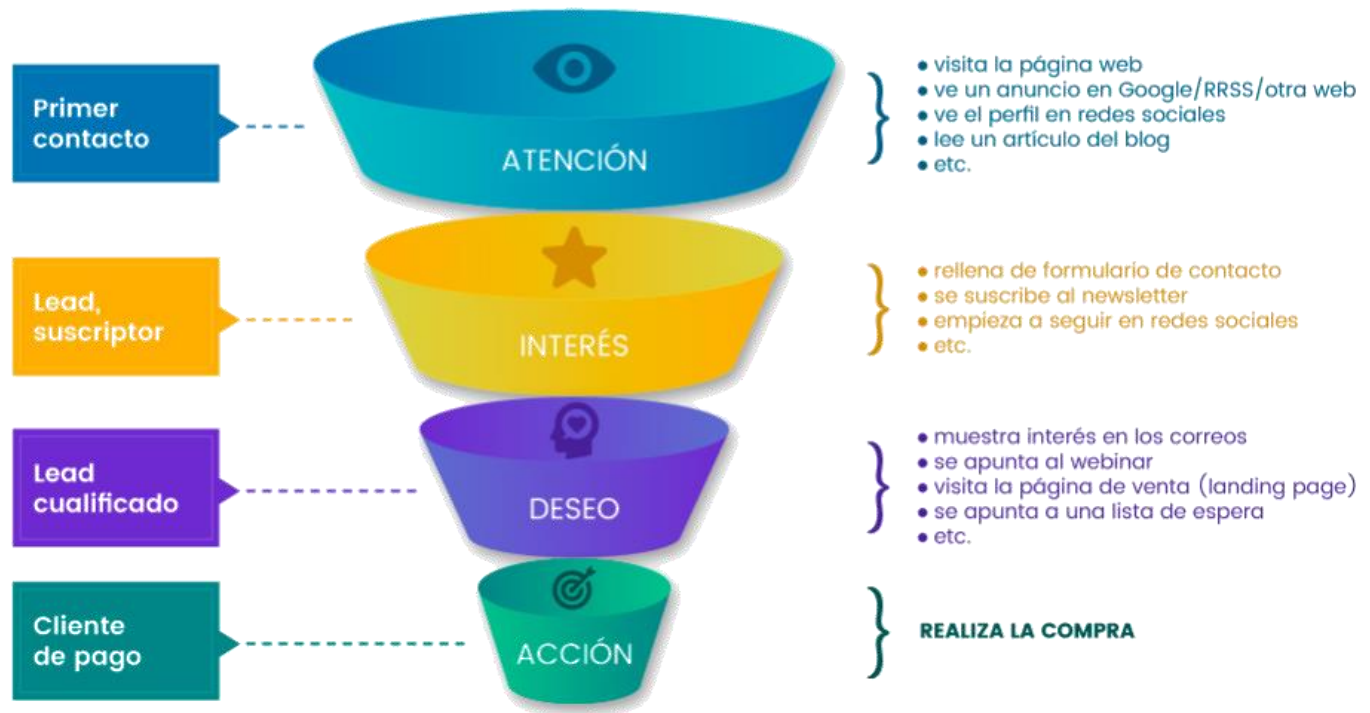 Primer
contacto
ATENCIÓN
• visita la página web
• ve un anuncio en Google/RRSS/otra web
• ve el perfil en redes sociales
• lee un artículo del blog
• etc.
Lead,
suscriptor
INTERÉS
• rellena de formulario de contacto
• se suscribe al newsletter
• empieza a seguir en redes sociales
• etc.
Lead
cualificado
DESEO
• muestra interés en los correos
• se apunta al webinar
• visita la página de venta (landing page)
• se apunta a una lista de espera
• etc.
Cliente
de pago
ACCIÓN
REALIZA LA COMPRA